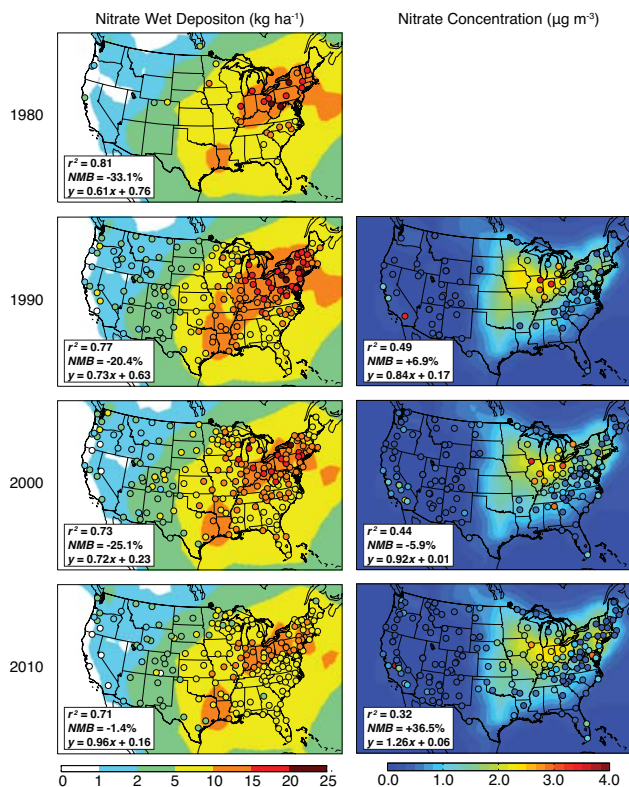 Nitrate Wet Depositon (kg ha⁻¹)
Nitrate Concentration (µg m⁻³)
1980
r² = 0.81
NMB = -33.1%
y = 0.61x + 0.76
1990
r² = 0.77
NMB = -20.4%
y = 0.73x + 0.63
r² = 0.49
NMB = +6.9%
y = 0.84x + 0.17
2000
r² = 0.73
NMB = -25.1%
y = 0.72x + 0.23
r² = 0.44
NMB = -5.9%
y = 0.92x + 0.01
2010
r² = 0.71
NMB = -1.4%
y = 0.96x + 0.16
r² = 0.32
NMB = +36.5%
y = 1.26x + 0.06
0 1 2 5 10 15 20 25
0.0 1.0 2.0 3.0 4.0